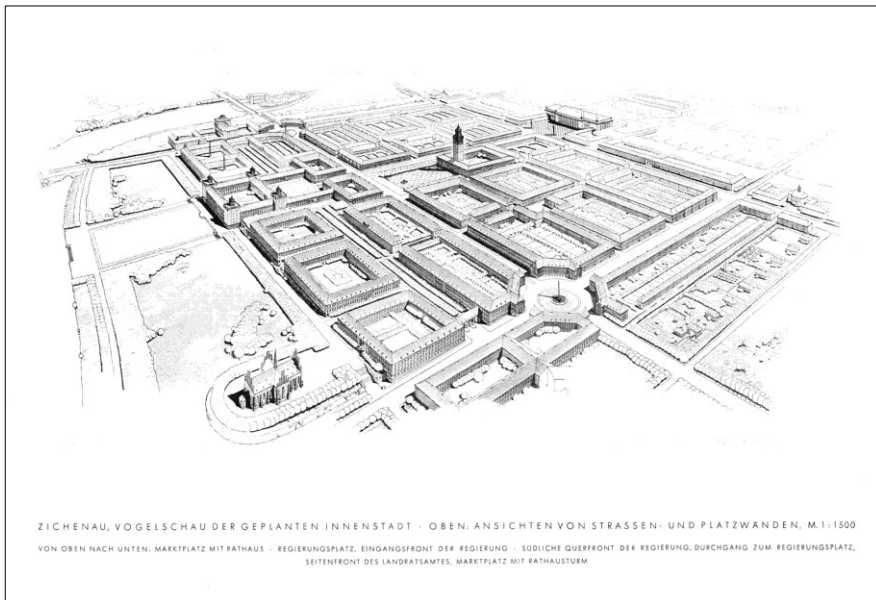 ZICHENAU, VOGELSCHAU DER GEPLANTEN INNENSTADT - OBEN: ANSICHTEN VON STRASSEN- UND PLATZWÄNDEN, M. 1:1500
VON OBEN NACH UNTEN: MARKTPLATZ MIT RATHAUS - REGIERUNGSPLATZ, EINGANGSFRONT DER REGIERUNG - SÜDLICHE QUERFRONT DER REGIERUNG, DURCHGANG ZUM REGIERUNGSPLATZ,
SEITENFRONT DES LANDRATSAMTES, MARKTPLATZ MIT RATHAUSTURM